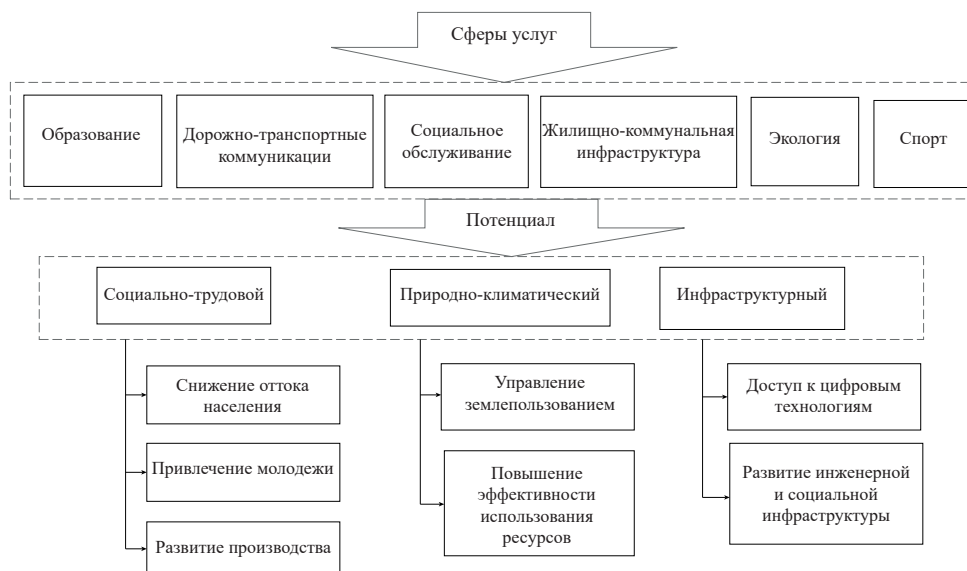 Сферы услуг
Образование
Дорожно-транспортные
коммуникации
Социальное
обслуживание
Жилищно-коммунальная
инфраструктура
Экология
Спорт
Потенциал
Социально-трудовой
Природно-климатический
Инфраструктурный
Снижение оттока
населения
Привлечение молодежи
Развитие производства
Управление
землепользованием
Повышение
эффективности
использования
ресурсов
Доступ к цифровым
технологиям
Развитие инженерной
и социальной
инфраструктуры